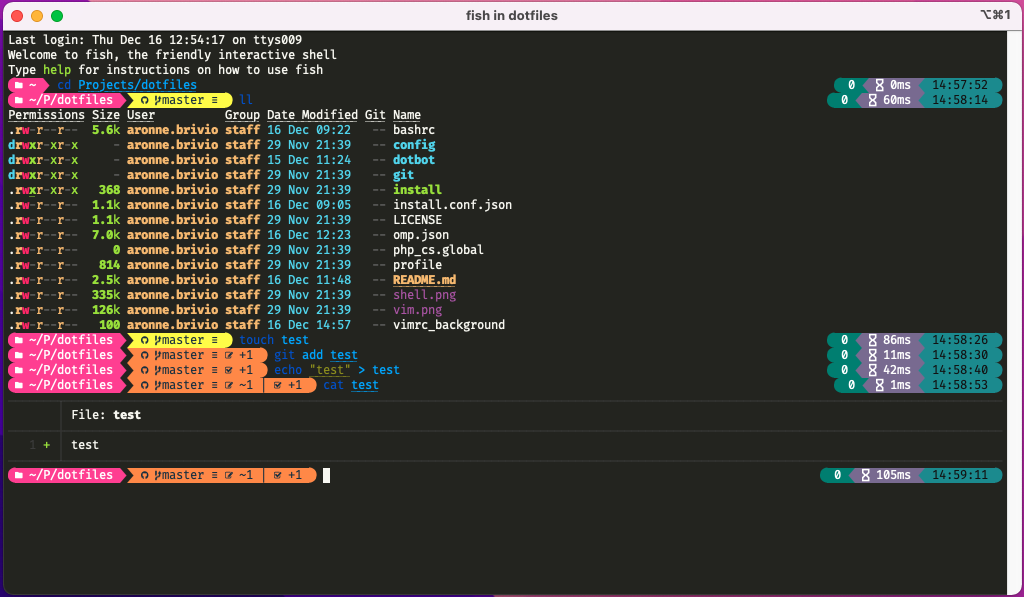 fish in dotfiles ⌥⌘1
Last login: Thu Dec 16 12:54:17 on ttys009
Welcome to fish, the friendly interactive shell
Type help for instructions on how to use fish
~ cd Projects/dotfiles 0 0ms 14:57:52
~/P/dotfiles master ≡ ll 0 60ms 14:58:14
Permissions Size User Group Date Modified Git Name
.rw-r--r-- 5.6k aronne.brivio staff 16 Dec 09:22 -- bashrc
drwxr-xr-x - aronne.brivio staff 29 Nov 21:39 -- config
drwxr-xr-x - aronne.brivio staff 15 Dec 11:24 -- dotbot
drwxr-xr-x - aronne.brivio staff 29 Nov 21:39 -- git
.rwxr-xr-x 368 aronne.brivio staff 29 Nov 21:39 -- install
.rw-r--r-- 1.1k aronne.brivio staff 16 Dec 09:05 -- install.conf.json
.rw-r--r-- 1.1k aronne.brivio staff 29 Nov 21:39 -- LICENSE
.rw-r--r-- 7.0k aronne.brivio staff 16 Dec 12:23 -- omp.json
.rw-r--r-- 0 aronne.brivio staff 29 Nov 21:39 -- php_cs.global
.rw-r--r-- 814 aronne.brivio staff 29 Nov 21:39 -- profile
.rw-r--r-- 2.5k aronne.brivio staff 16 Dec 11:48 -- README.md
.rw-r--r-- 335k aronne.brivio staff 29 Nov 21:39 -- shell.png
.rw-r--r-- 126k aronne.brivio staff 29 Nov 21:39 -- vim.png
.rw-r--r-- 100 aronne.brivio staff 16 Dec 14:57 -- vimrc_background
~/P/dotfiles master ≡ touch test 0 86ms 14:58:26
~/P/dotfiles master ≡ +1 git add test 0 11ms 14:58:30
~/P/dotfiles master ≡ +1 echo "test" > test 0 42ms 14:58:40
~/P/dotfiles master ≡ ~1 | +1 cat test 0 1ms 14:58:53
File: test
1 + test
~/P/dotfiles master ≡ ~1 | +1 0 105ms 14:59:11